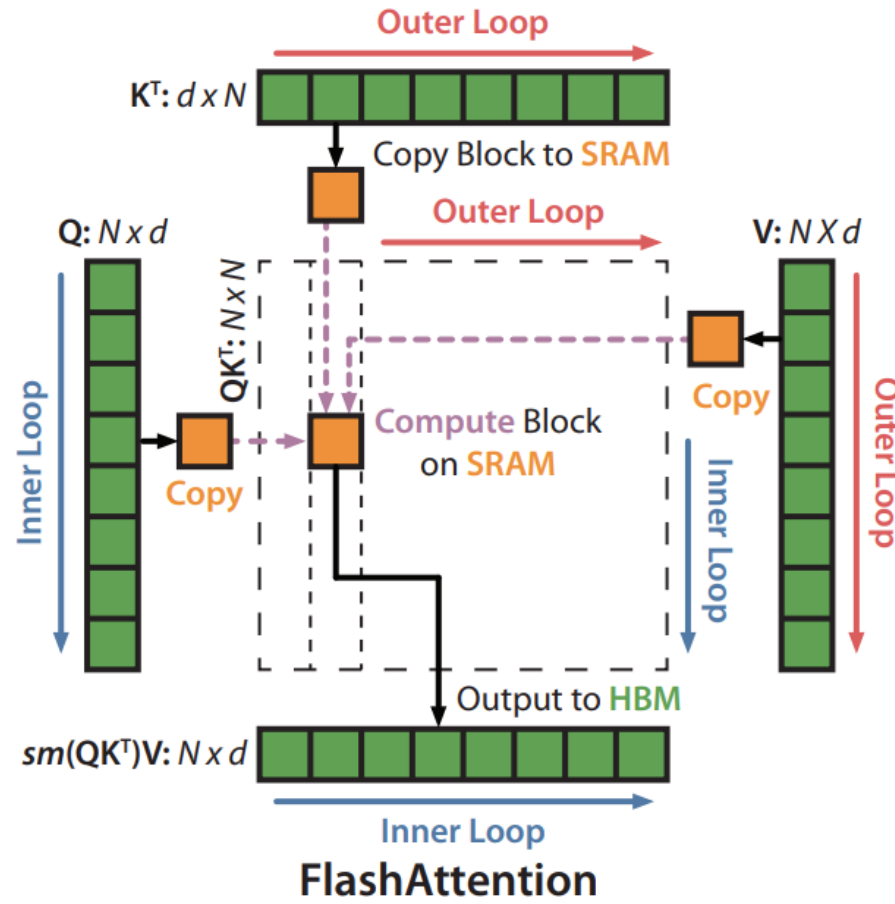 Outer Loop
Kᵀ: d x N
Copy Block to SRAM
Outer Loop
Q: N x d
V: N X d
QKᵀ: N x N
Inner Loop
Copy
Compute Block
on SRAM
Copy
Inner Loop
Outer Loop
Output to HBM
sm(QKᵀ)V: N x d
Inner Loop
FlashAttention